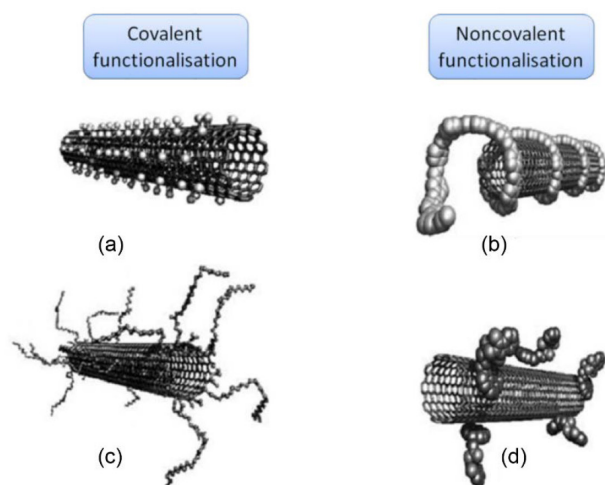 Covalent
functionalisation
Noncovalent
functionalisation
(a)
(b)
(c)
(d)